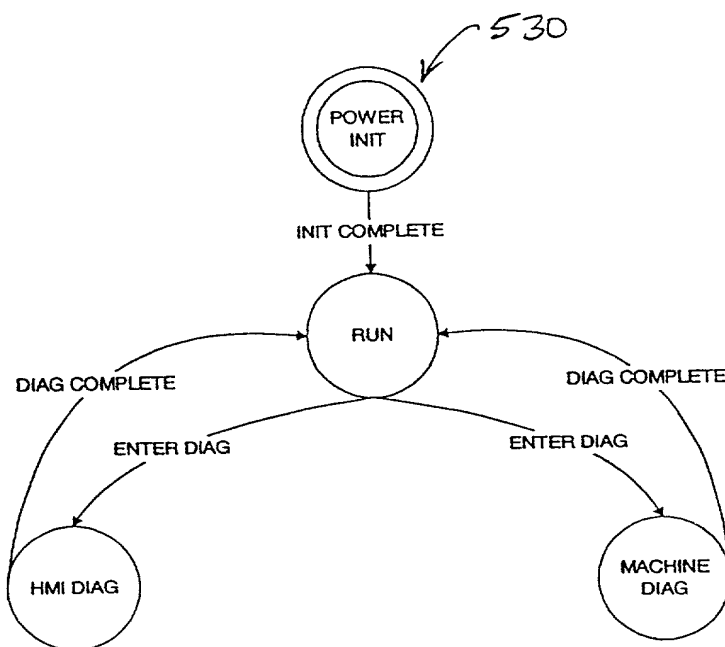 530
POWER
INIT
INIT COMPLETE
RUN
DIAG COMPLETE
DIAG COMPLETE
ENTER DIAG
ENTER DIAG
HMI DIAG
MACHINE
DIAG